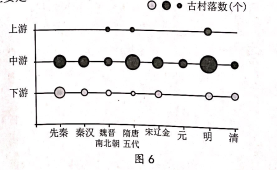 古村落数(个)
上游
中游
下游
先秦 秦汉 魏晋 隋唐 宋辽金 元 明 清
南北朝 五代
图6